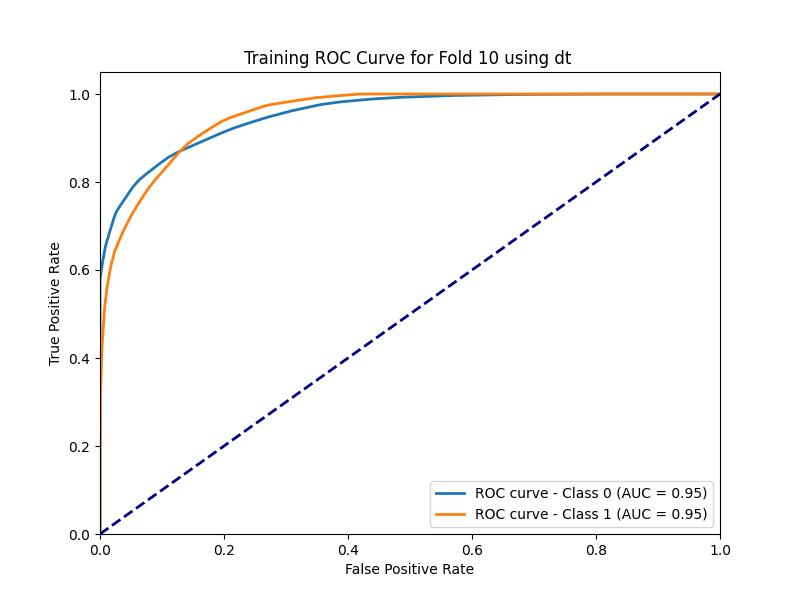 Training ROC Curve for Fold 10 using dt
True Positive Rate
1.0
0.8
0.6
0.4
0.2
0.0
0.0 0.2 0.4 0.6 0.8 1.0
False Positive Rate
ROC curve - Class 0 (AUC = 0.95)
ROC curve - Class 1 (AUC = 0.95)